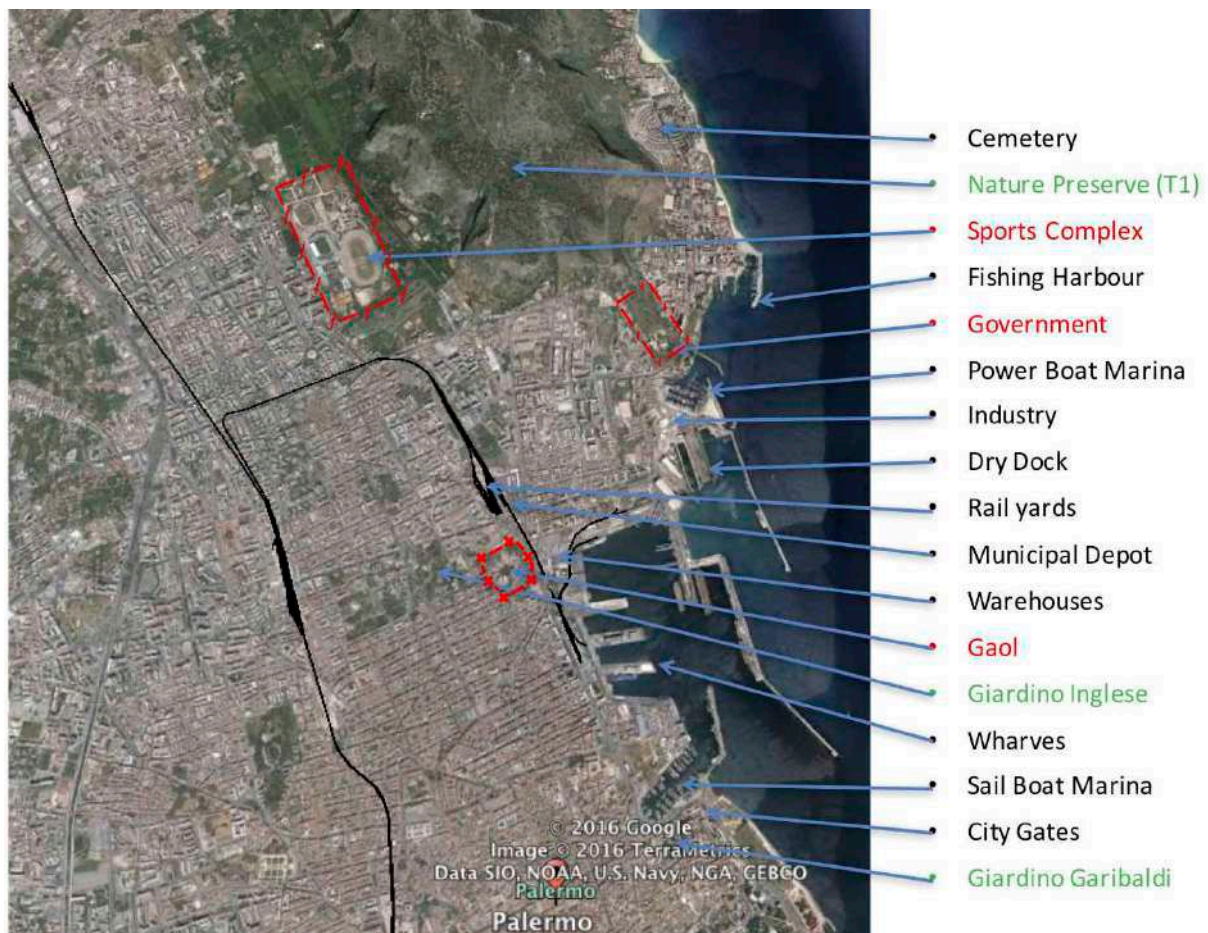 Cemetery
Nature Preserve (T1)
Sports Complex
Fishing Harbour
Government
Power Boat Marina
Industry
Dry Dock
Rail yards
Municipal Depot
Warehouses
Gaol
Giardino Inglese
Wharves
Sail Boat Marina
City Gates
Giardino Garibaldi
© 2016 Google
Image © 2016 TerraMetrics
Data SIO, NOAA, U.S. Navy, NGA, GEBCO
Palermo
Palermo